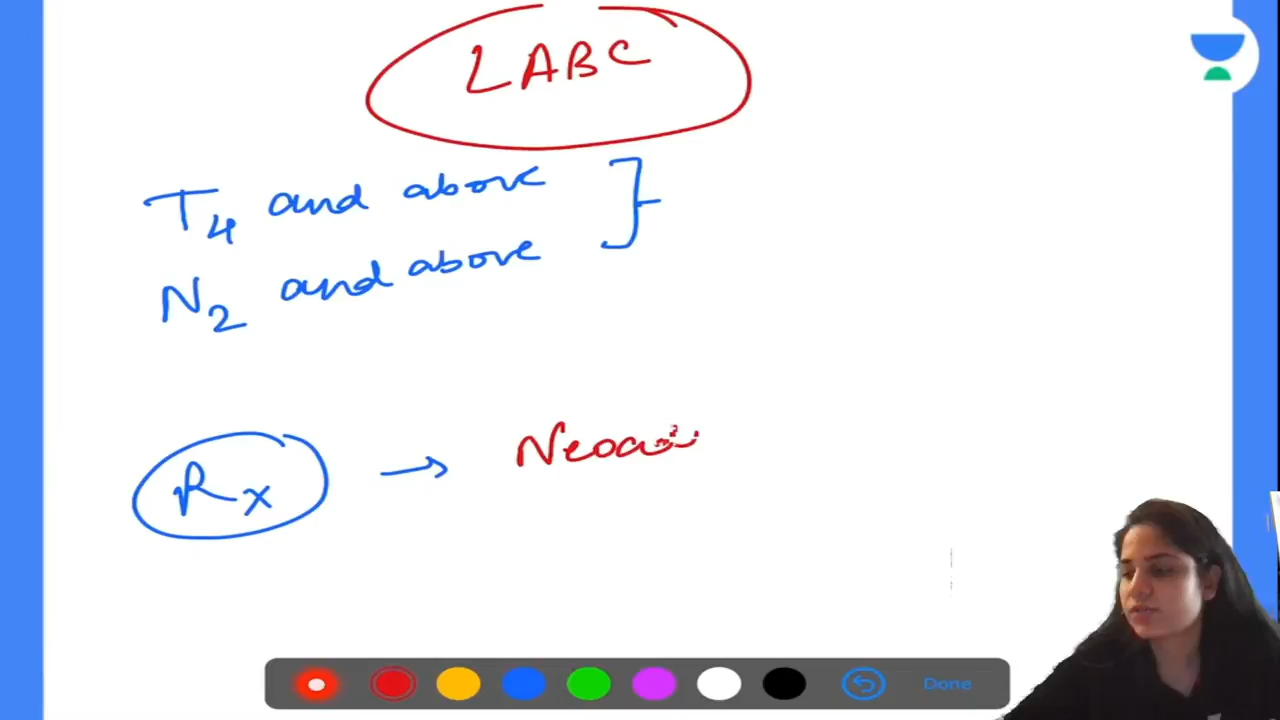 LABC
T4 and above
N2 and above
Rx →
Done